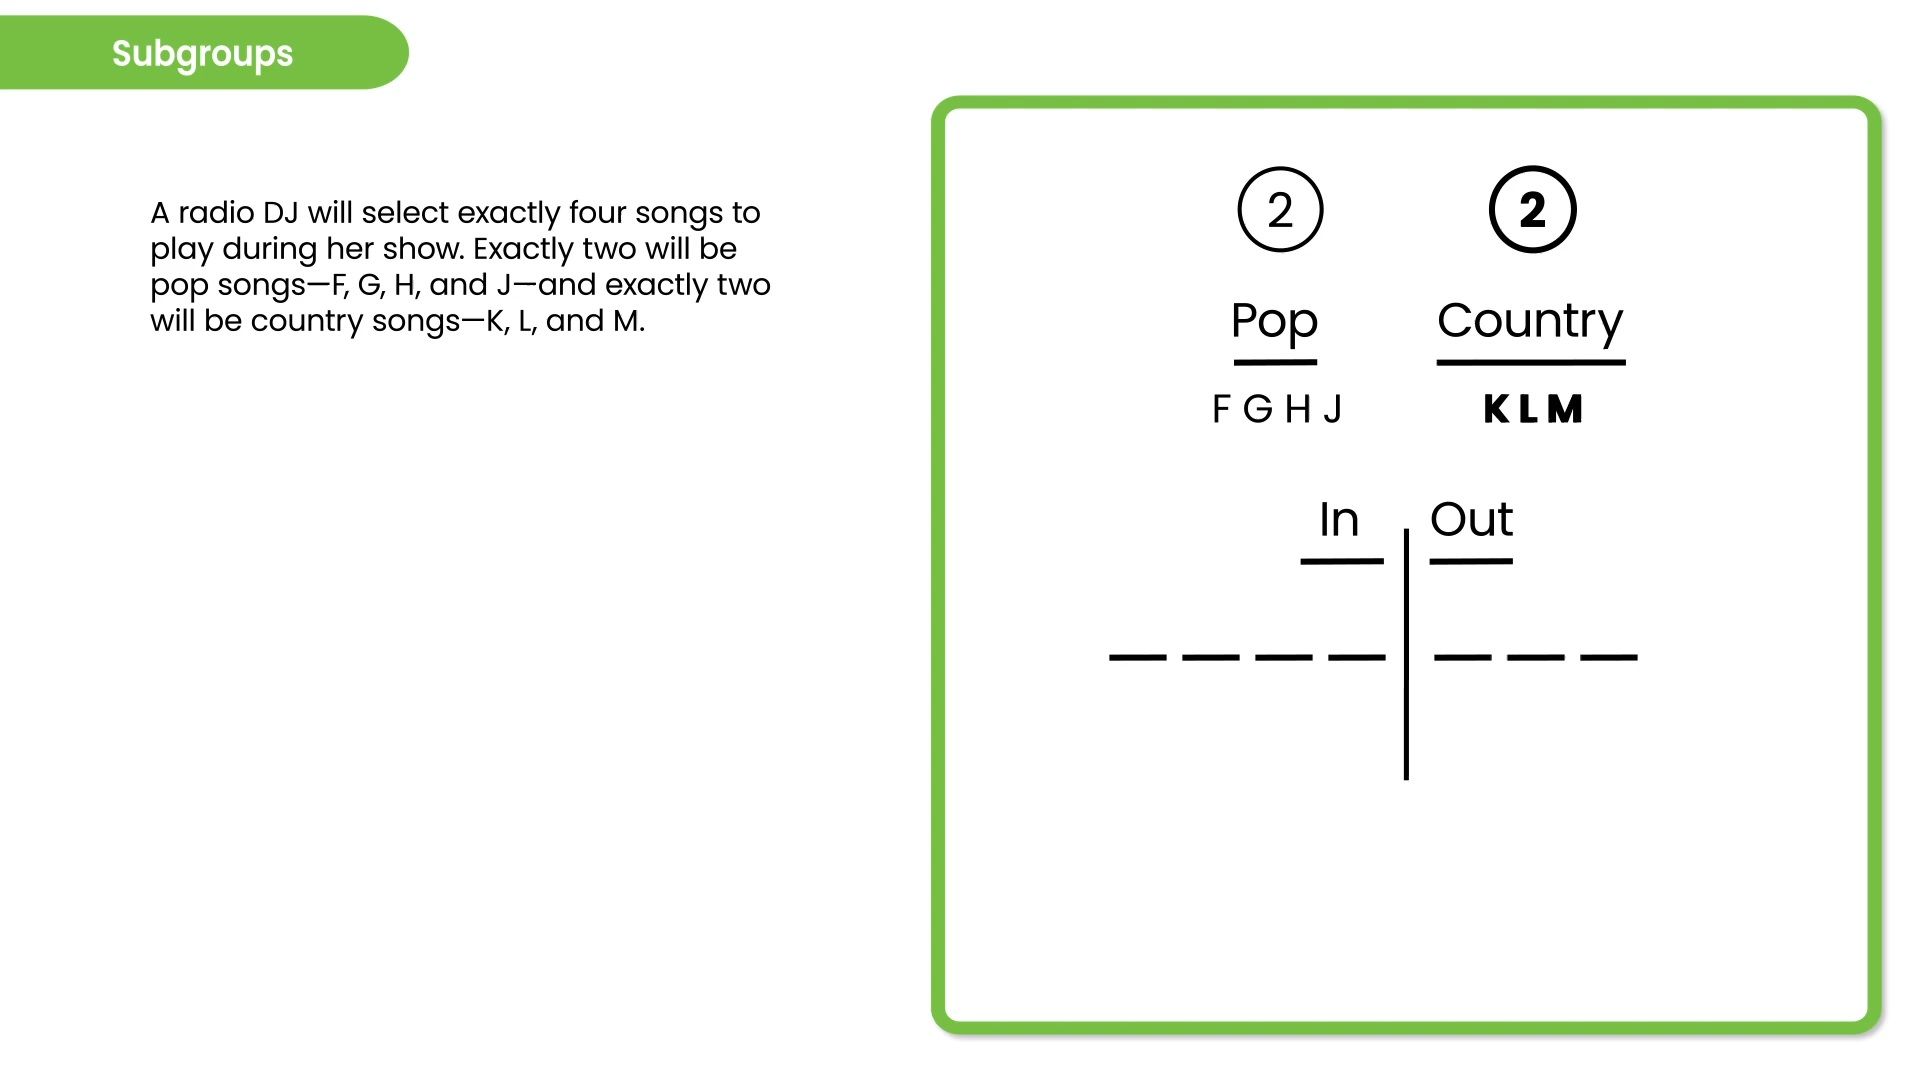 Subgroups
A radio DJ will select exactly four songs to
play during her show. Exactly two will be
pop songs—F, G, H, and J—and exactly two
will be country songs—K, L, and M.
2 2
Pop Country
F G H J K L M
In Out